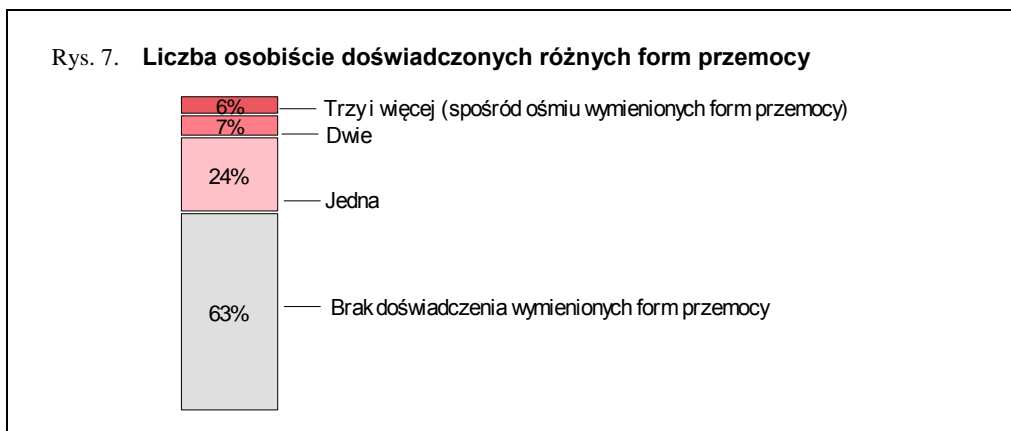 Rys. 7. Liczba osobiście doświadczonych różnych form przemocy
6% Trzy i więcej (spośród ośmiu wymienionych form przemocy)
7% Dwie
24% Jedna
63% Brak doświadczenia wymienionych form przemocy